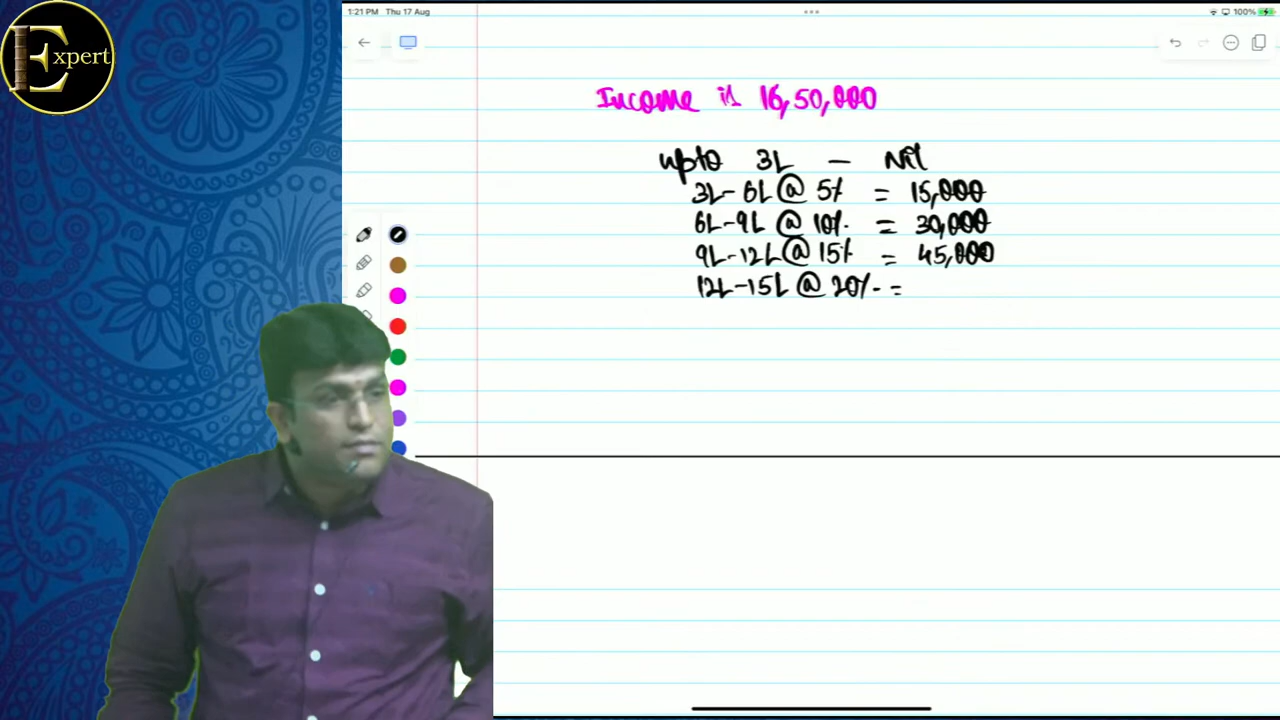 Expert
1:21 PM Thu 17 Aug
100%
Income is 16,50,000
upto 3L — Nil
3L-6L @ 5% = 15,000
6L-9L @ 10% = 30,000
9L-12L @ 15% = 45,000
12L-15L @ 20% =